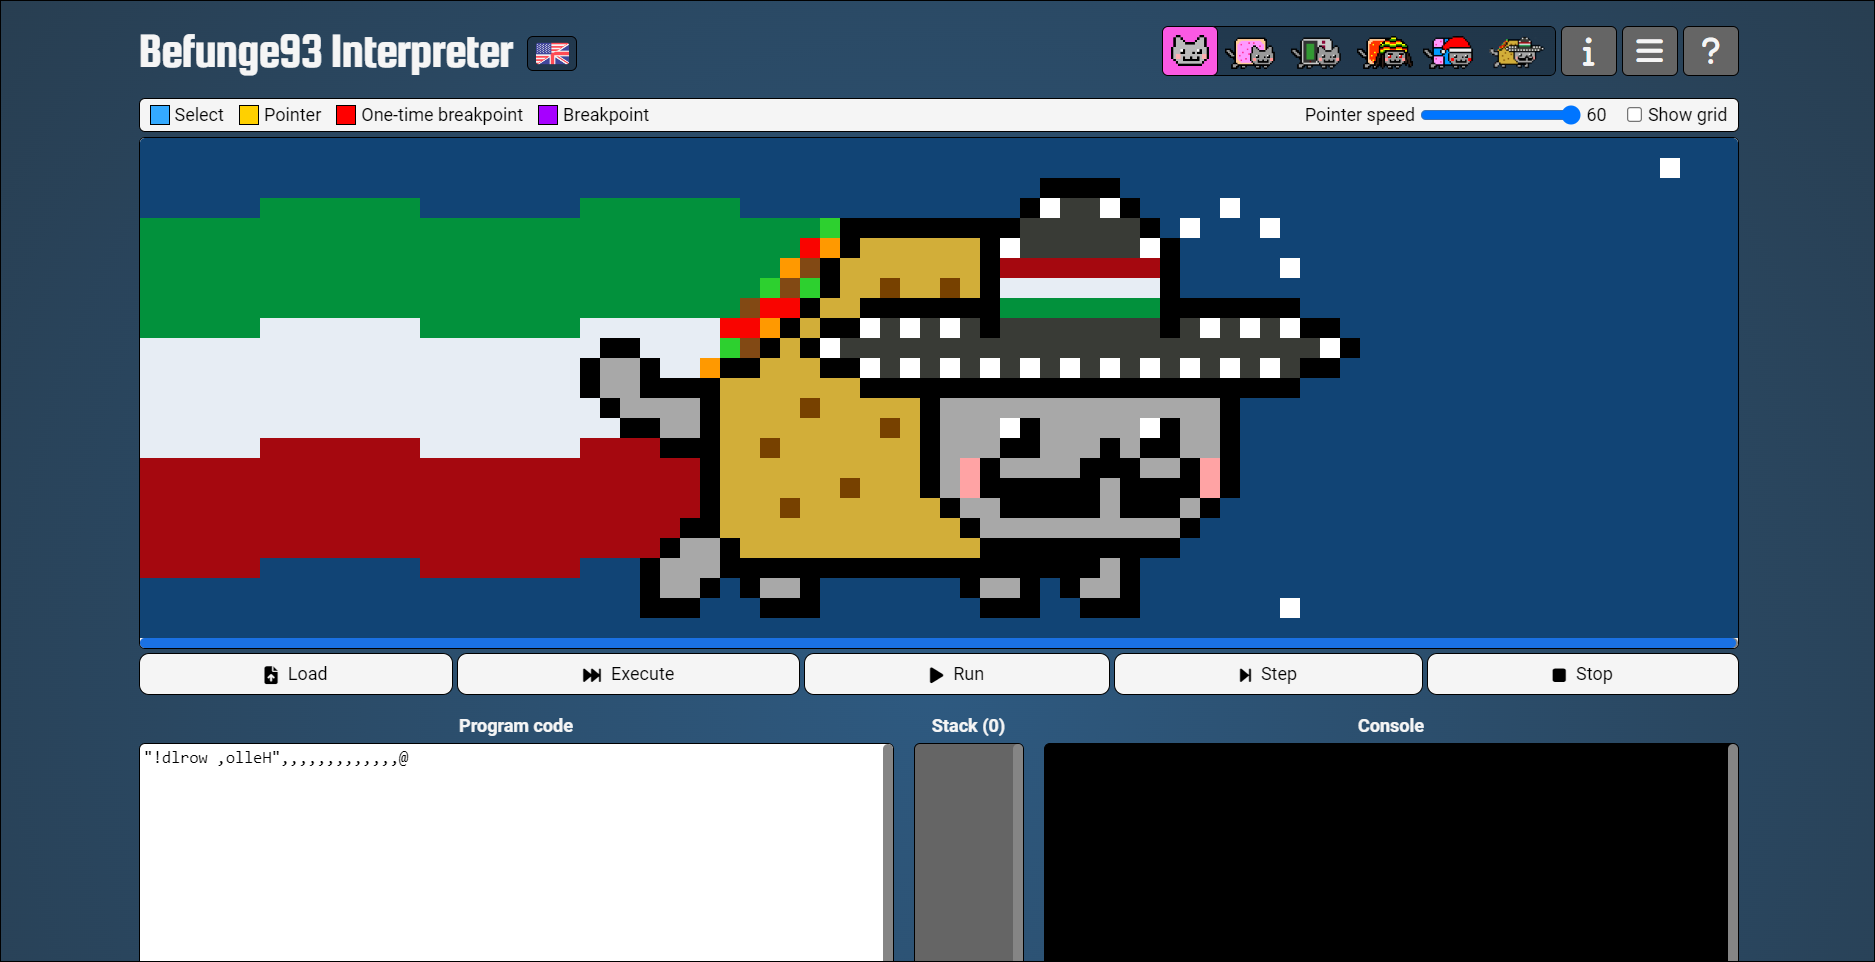 Befunge93 Interpreter
i ?
Select Pointer One-time breakpoint Breakpoint Pointer speed 60 Show grid
Load Execute Run Step Stop
Program code Stack (0) Console
"!dlrow ,olleH",,,,,,,,,,,,,@